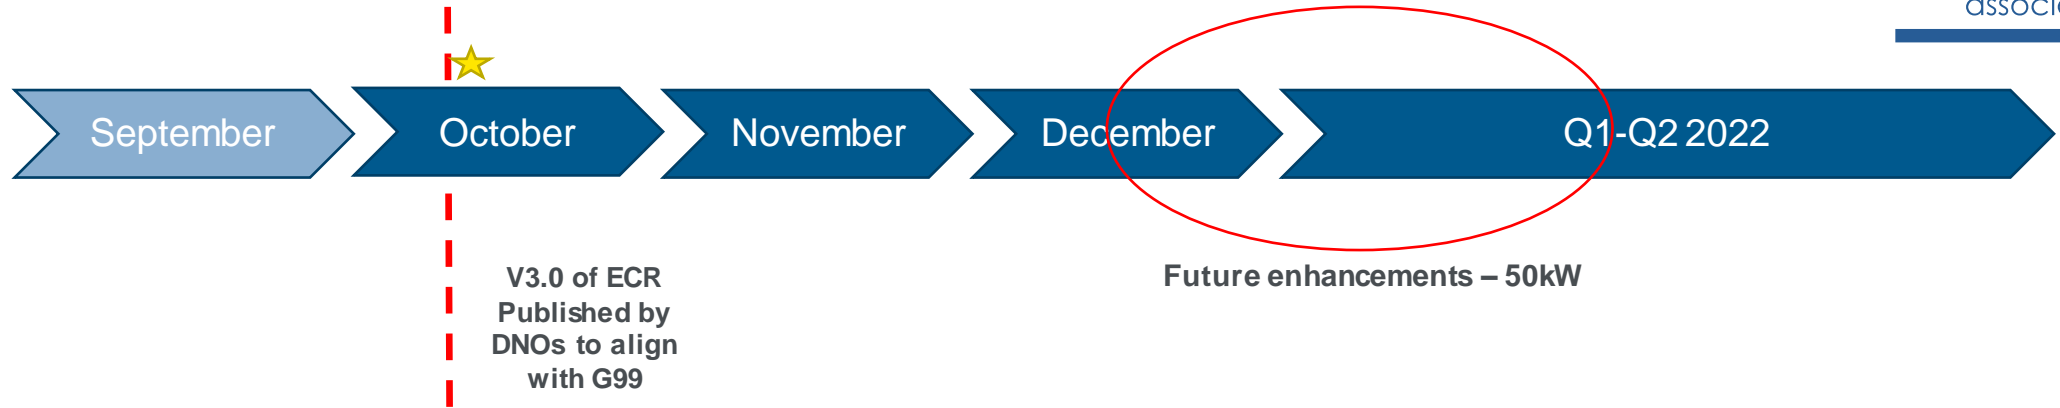 September
October
November
December
Q1-Q2 2022
V3.0 of ECR
Published by
DNOs to align
with G99
Future enhancements – 50kW